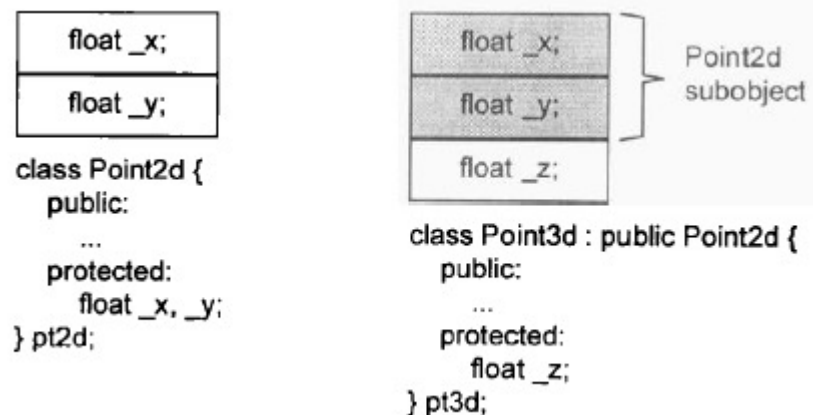 float _x;
float _y;
class Point2d {
public:
...
protected:
float _x, _y;
} pt2d;
float _x;
float _y;
float _z;
Point2d
subobject
class Point3d : public Point2d {
public:
...
protected:
float _z;
} pt3d;